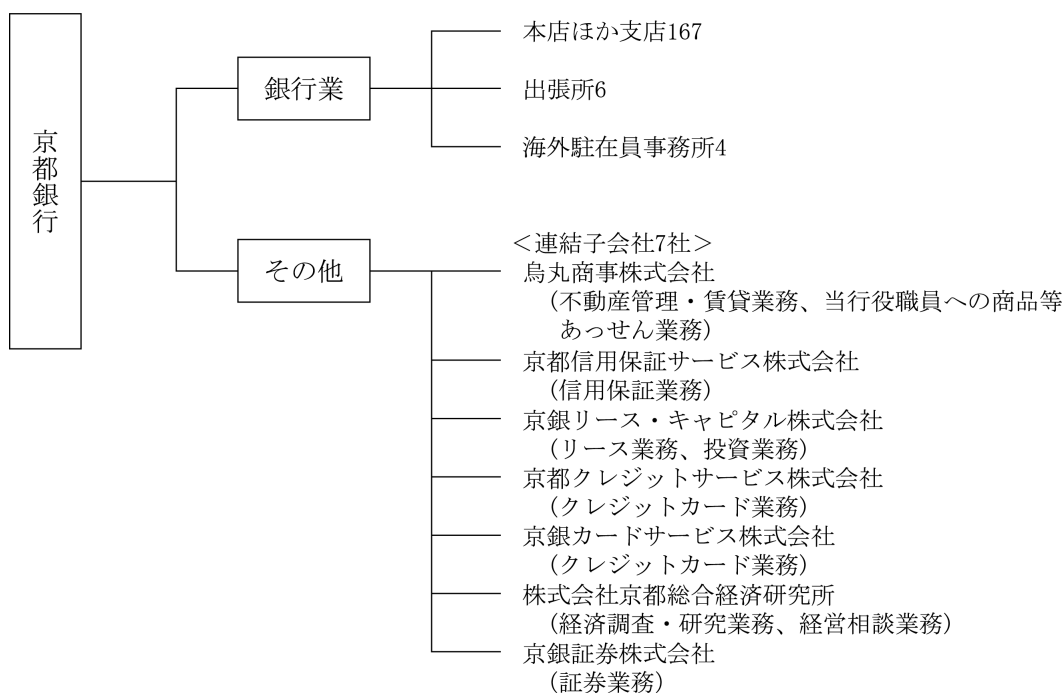 京都銀行
銀行業
本店ほか支店167
出張所6
海外駐在員事務所4
その他
＜連結子会社7社＞
烏丸商事株式会社
（不動産管理・賃貸業務、当行役職員への商品等
あっせん業務）
京都信用保証サービス株式会社
（信用保証業務）
京銀リース・キャピタル株式会社
（リース業務、投資業務）
京都クレジットサービス株式会社
（クレジットカード業務）
京銀カードサービス株式会社
（クレジットカード業務）
株式会社京都総合経済研究所
（経済調査・研究業務、経営相談業務）
京銀証券株式会社
（証券業務）